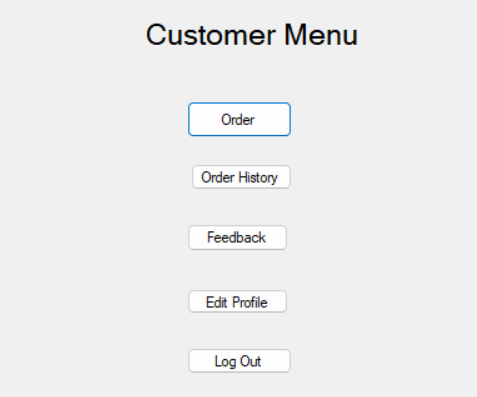 Customer Menu
Order
Order History
Feedback
Edit Profile
Log Out